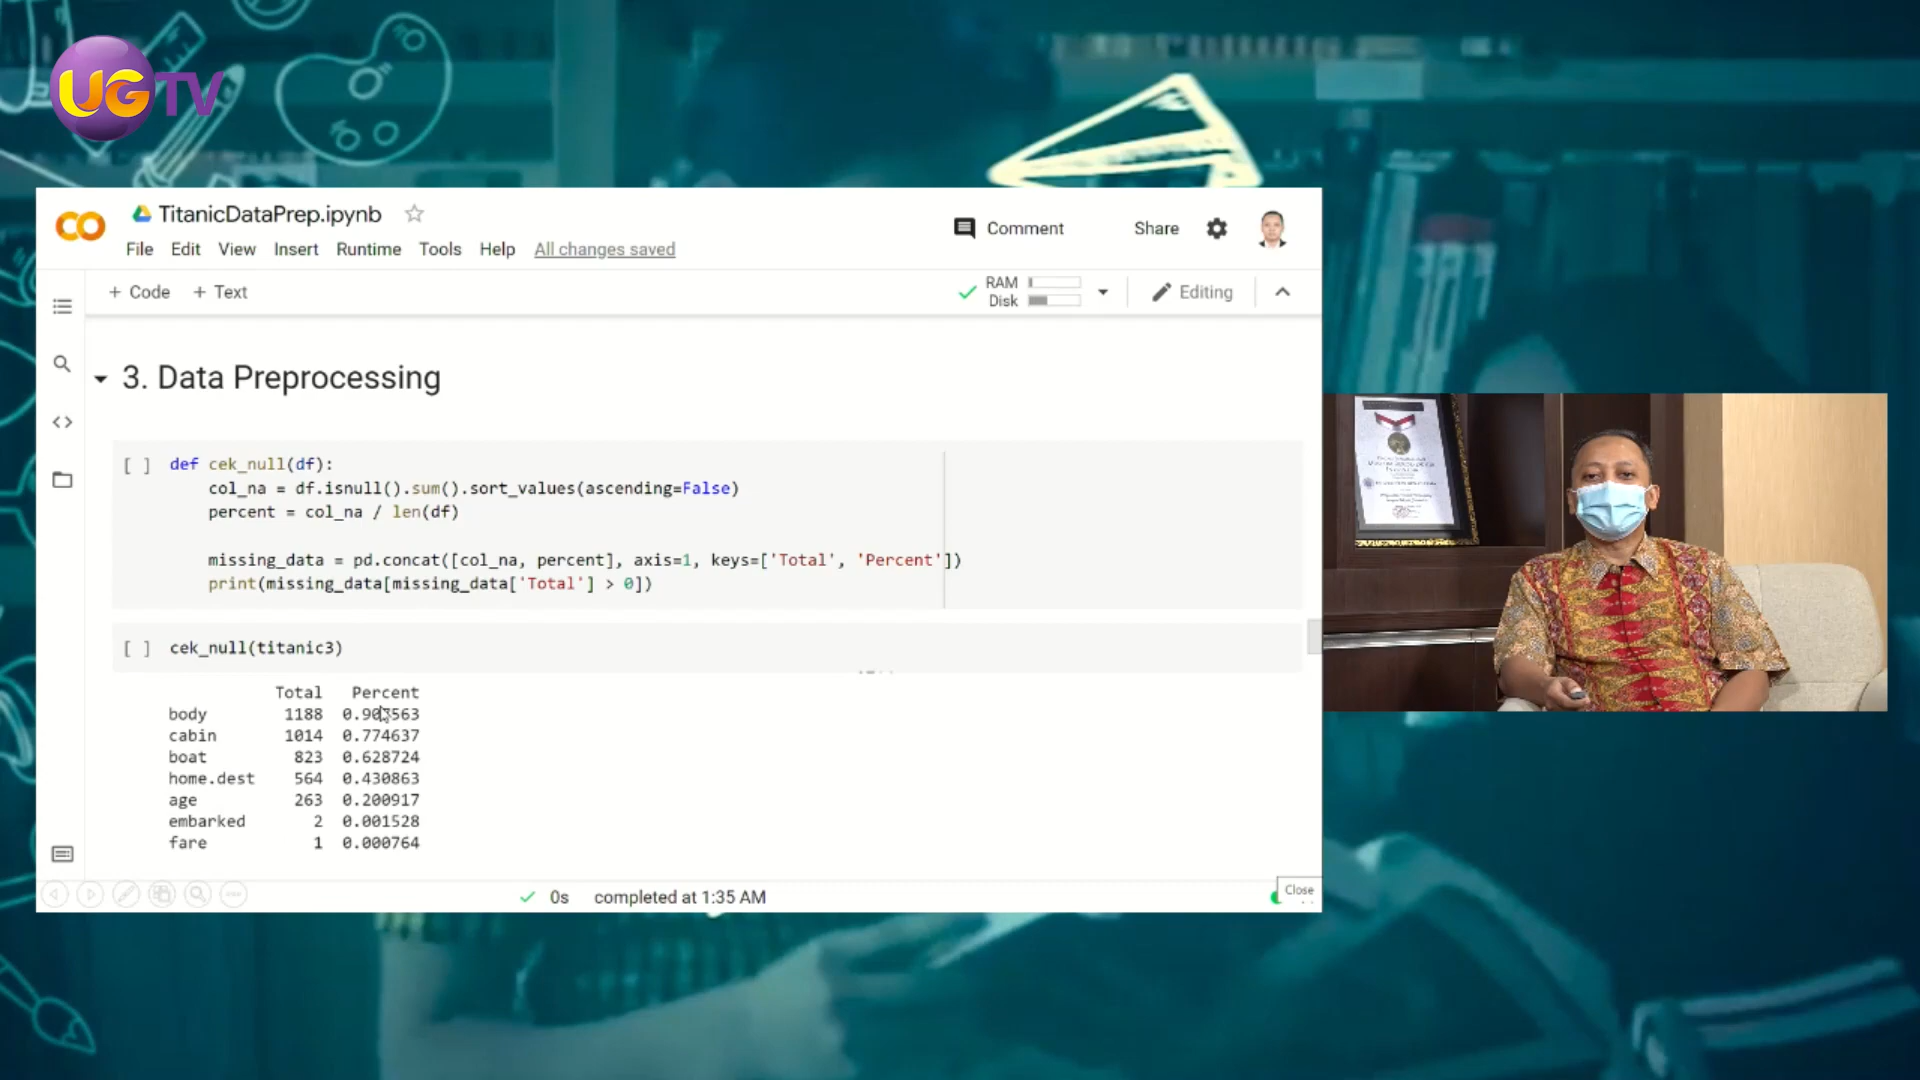 UGTV
TitanicDataPrep.ipynb
Comment
Share
File Edit View Insert Runtime Tools Help All changes saved
+ Code + Text
RAM
Disk
Editing
3. Data Preprocessing
[ ] def cek_null(df):
col_na = df.isnull().sum().sort_values(ascending=False)
percent = col_na / len(df)
missing_data = pd.concat([col_na, percent], axis=1, keys=['Total', 'Percent'])
print(missing_data[missing_data['Total'] > 0])
[ ] cek_null(titanic3)
Total Percent
body 1188
cabin 1014 0.774637
boat 823 0.628724
home.dest 564 0.430863
age 263 0.200917
embarked 2 0.001528
fare 1 0.000764
0s completed at 1:35 AM
Close